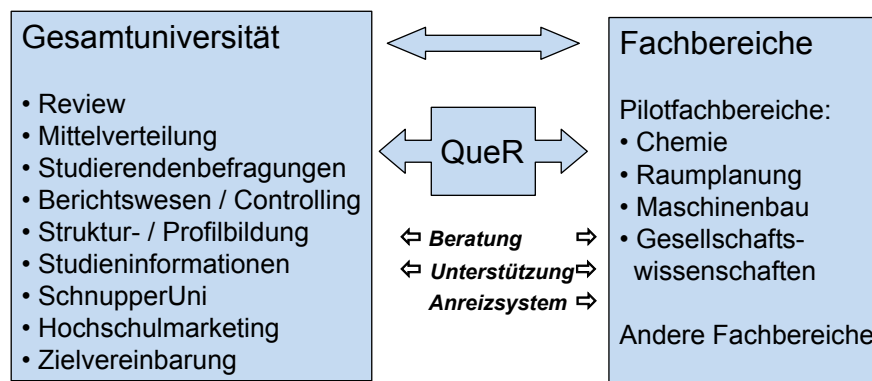 Gesamtuniversität
• Review
• Mittelverteilung
• Studierendenbefragungen
• Berichtswesen / Controlling
• Struktur- / Profilbildung
• Studieninformationen
• SchnupperUni
• Hochschulmarketing
• Zielvereinbarung
QueR
⇦ Beratung ⇨
⇦ Unterstützung ⇨
Anreizsystem ⇨
Fachbereiche
Pilotfachbereiche:
• Chemie
• Raumplanung
• Maschinenbau
• Gesellschafts-
wissenschaften
Andere Fachbereiche